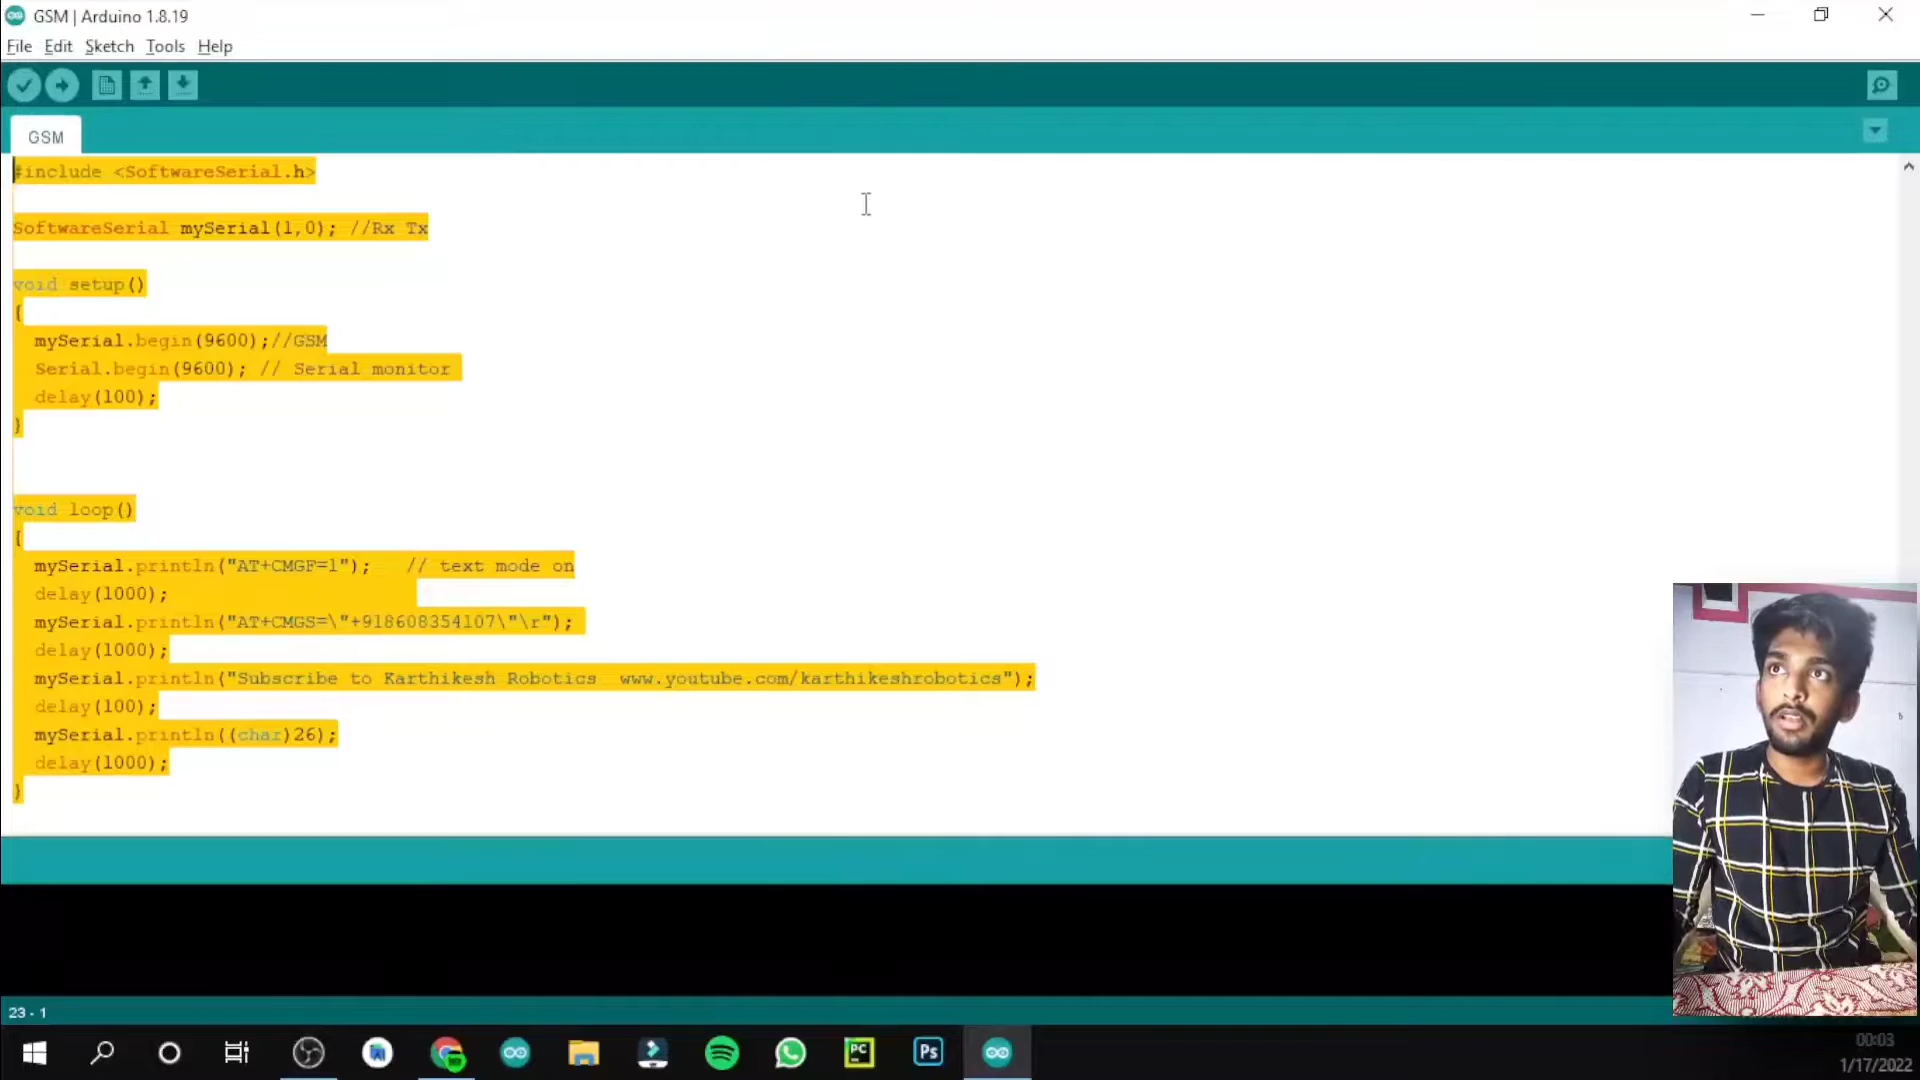 GSM | Arduino 1.8.19
File Edit Sketch Tools Help
GSM
#include <SoftwareSerial.h>
SoftwareSerial mySerial(1,0); //Rx Tx
void setup()
{
mySerial.begin(9600);//GSM
Serial.begin(9600); // Serial monitor
delay(100);
}
void loop()
{
mySerial.println("AT+CMGF=1"); // text mode on
delay(1000);
mySerial.println("AT+CMGS=\"+918608354107\"\r");
delay(1000);
mySerial.println("Subscribe to Karthikesh Robotics www.youtube.com/karthikeshrobotics");
delay(100);
mySerial.println((char)26);
delay(1000);
}
23 - 1
PC
Ps
00:03
1/17/2022